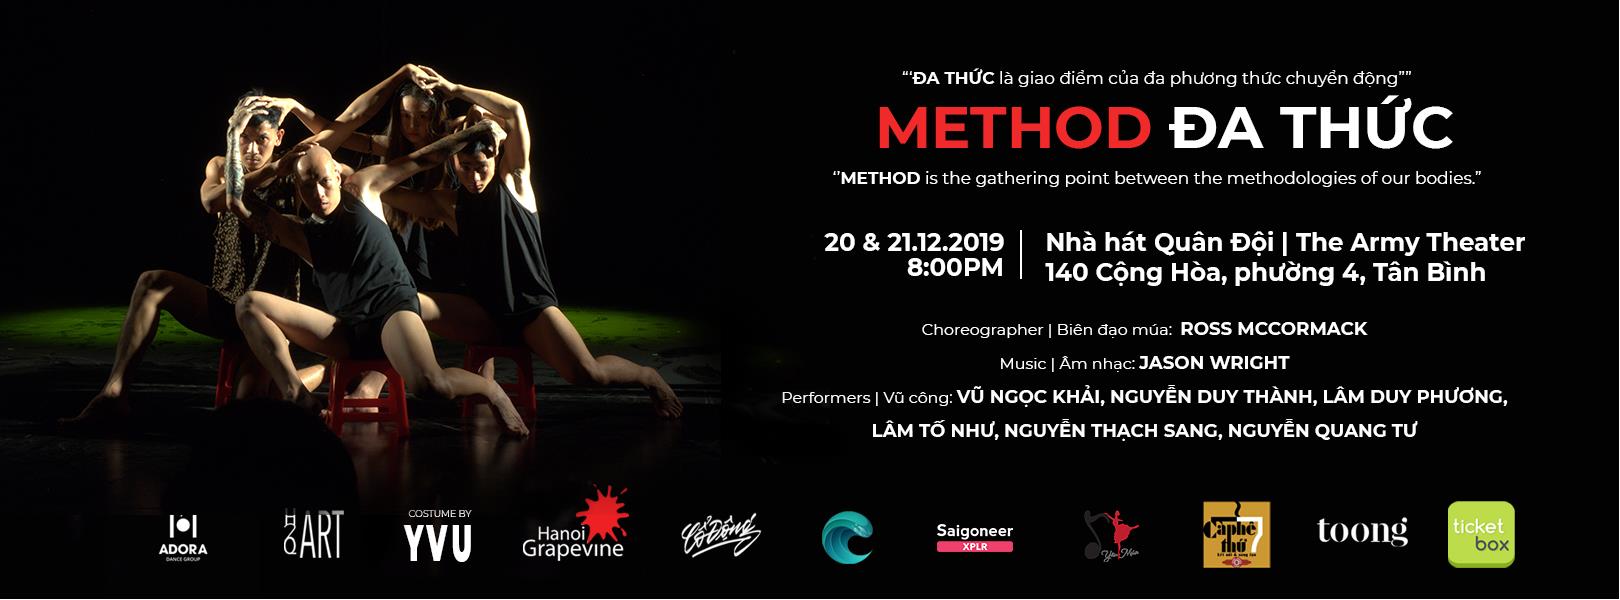 “‘ĐA THỨC là giao điểm của đa phương thức chuyển động””
METHOD ĐA THỨC
‘’METHOD is the gathering point between the methodologies of our bodies.”
20 & 21.12.2019
8:00PM
Nhà hát Quân Đội | The Army Theater
140 Cộng Hòa, phường 4, Tân Bình
Choreographer | Biên đạo múa: ROSS MCCORMACK
Music | Âm nhạc: JASON WRIGHT
Performers | Vũ công: VŨ NGỌC KHẢI, NGUYỄN DUY THÀNH, LÂM DUY PHƯƠNG,
LÂM TỐ NHƯ, NGUYỄN THẠCH SANG, NGUYỄN QUANG TƯ
ADORA
DANCE GROUP
ART
COSTUME BY
YVU
Hanoi
Grapevine
Cổ Động
Saigoneer
XPLR
Cà phê
thứ 7
toong
ticket
box